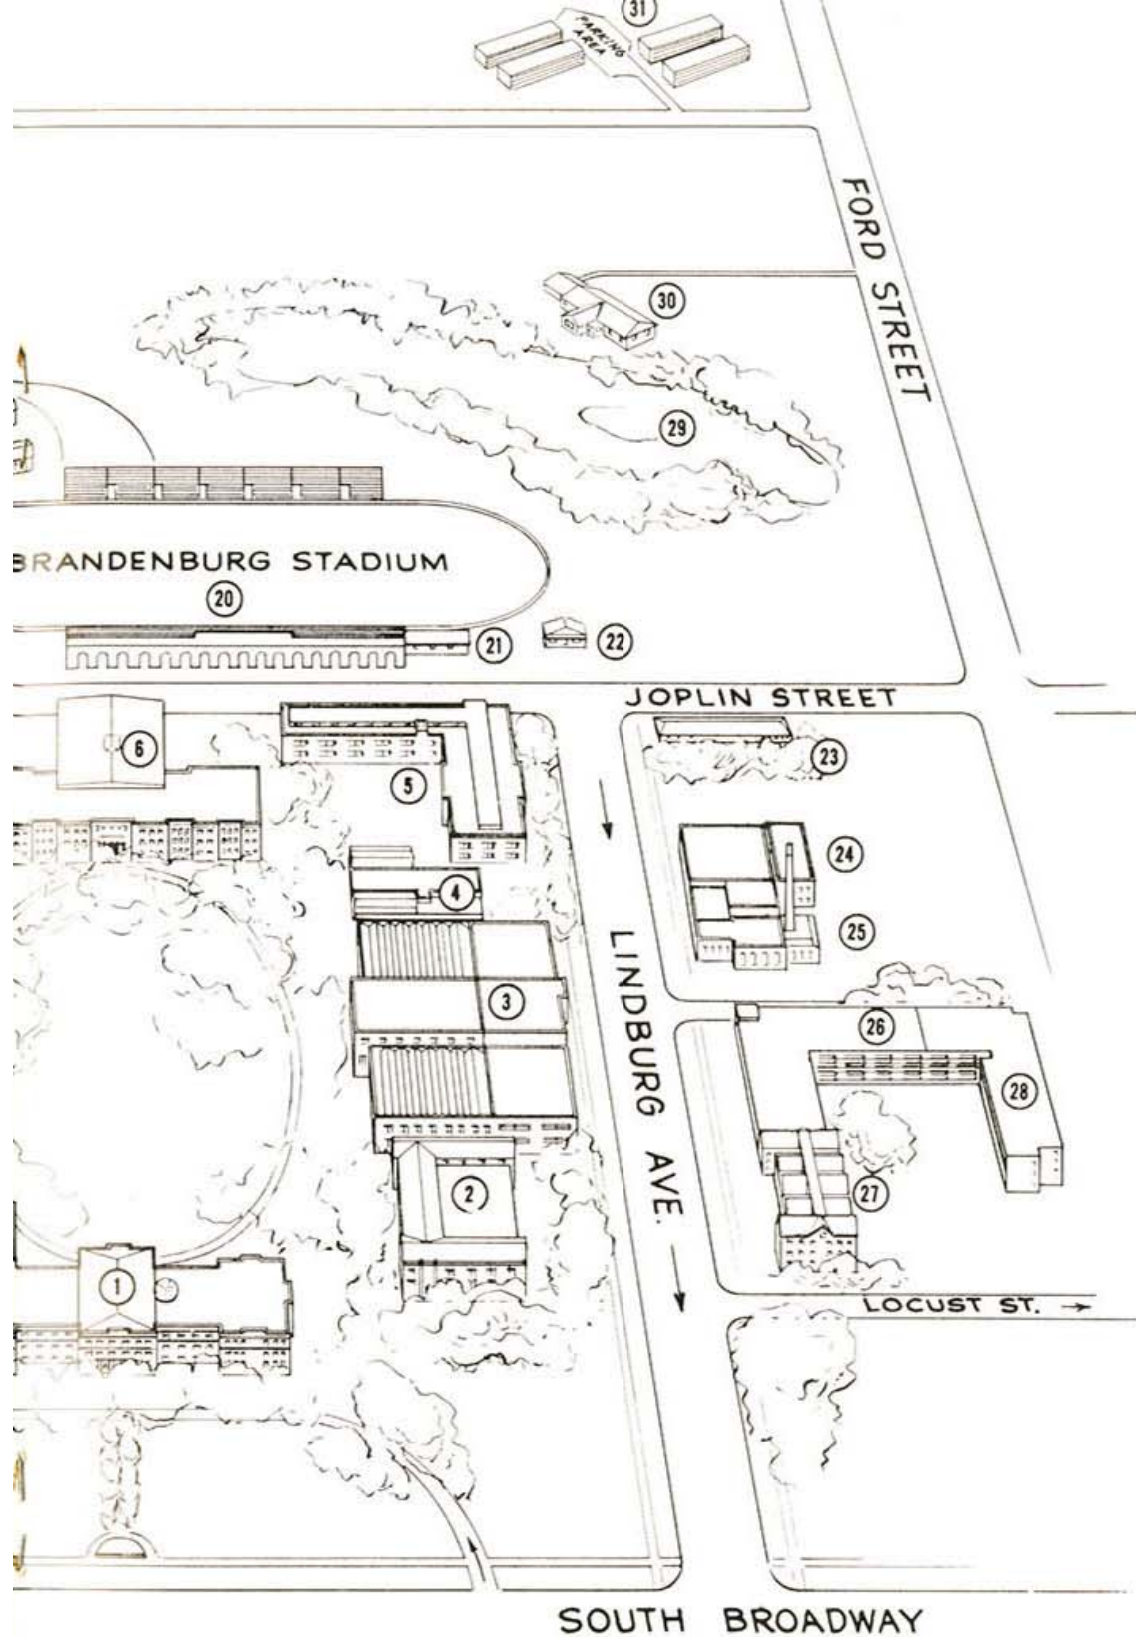 31
PARKING
AREA
FORD STREET
30
29
BRANDENBURG STADIUM
20
21
22
JOPLIN STREET
6
5
23
4
24
25
3
LINDBURG AVE.
26
28
2
27
1
LOCUST ST.
SOUTH BROADWAY